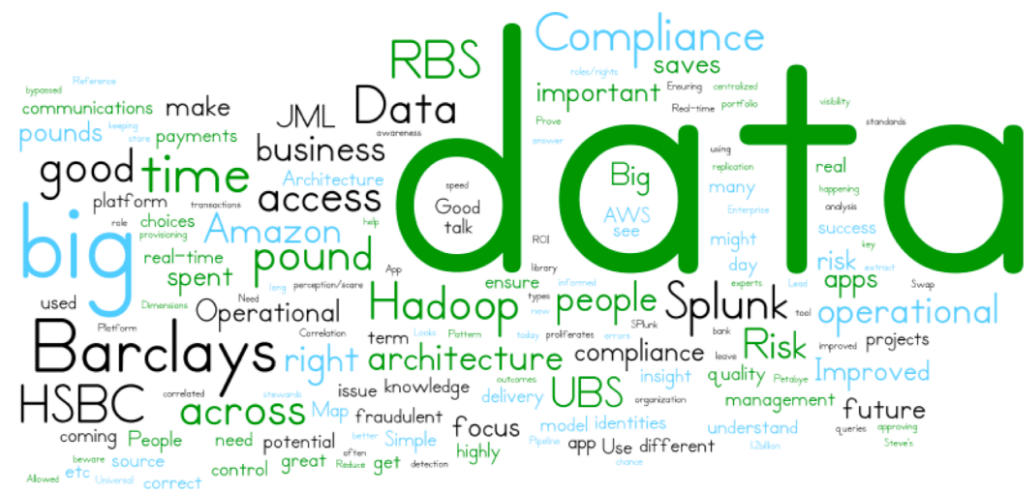 Compliance
RBS
roles/rights
saves
Reference
bypassed
important
Ensuring
centralized
communications
make
Data
Real-time
portfolio
visibility
JML
pounds
keeping
store
payments
awareness
Prove
answer
standards
data
business
using
good
time
Architecture
Big
replication
real
platform
transactions
access
speed
many
happening
Good
talk
AWS
see
Enterprise
analysis
role
choices
provisioning
Amazon
help
big
ROI
might
success
key
real-time
pound
App
library
day
risk
extract
spent
long
perception/scare
ensure
informed
experts
Lead
apps
Swap
used
Dimensions
Need
Operational
Hadoop
types
new
people
Splunk
tool
operational
Platform
Correlation
term
Looks
Pattern
today
proliferates
errors
SPlunk
bank
Barclays
right
architecture
compliance
leave
Risk
improved
projects
HSBC
correlated
stewards
issue
knowledge
outcomes
delivery
UBS
insight
organization
quality
Petabye
Improved
across
Map
fraudulent
management
future
coming
People
need
potential
better
Simple
focus
model
identities
understand
queries
approving
beware
source
often
highly
Pipeline
app
Use
different
£2billion
Steve's
Allowed
etc
Universal
correct
control
great
Reduce
get
detection
chance